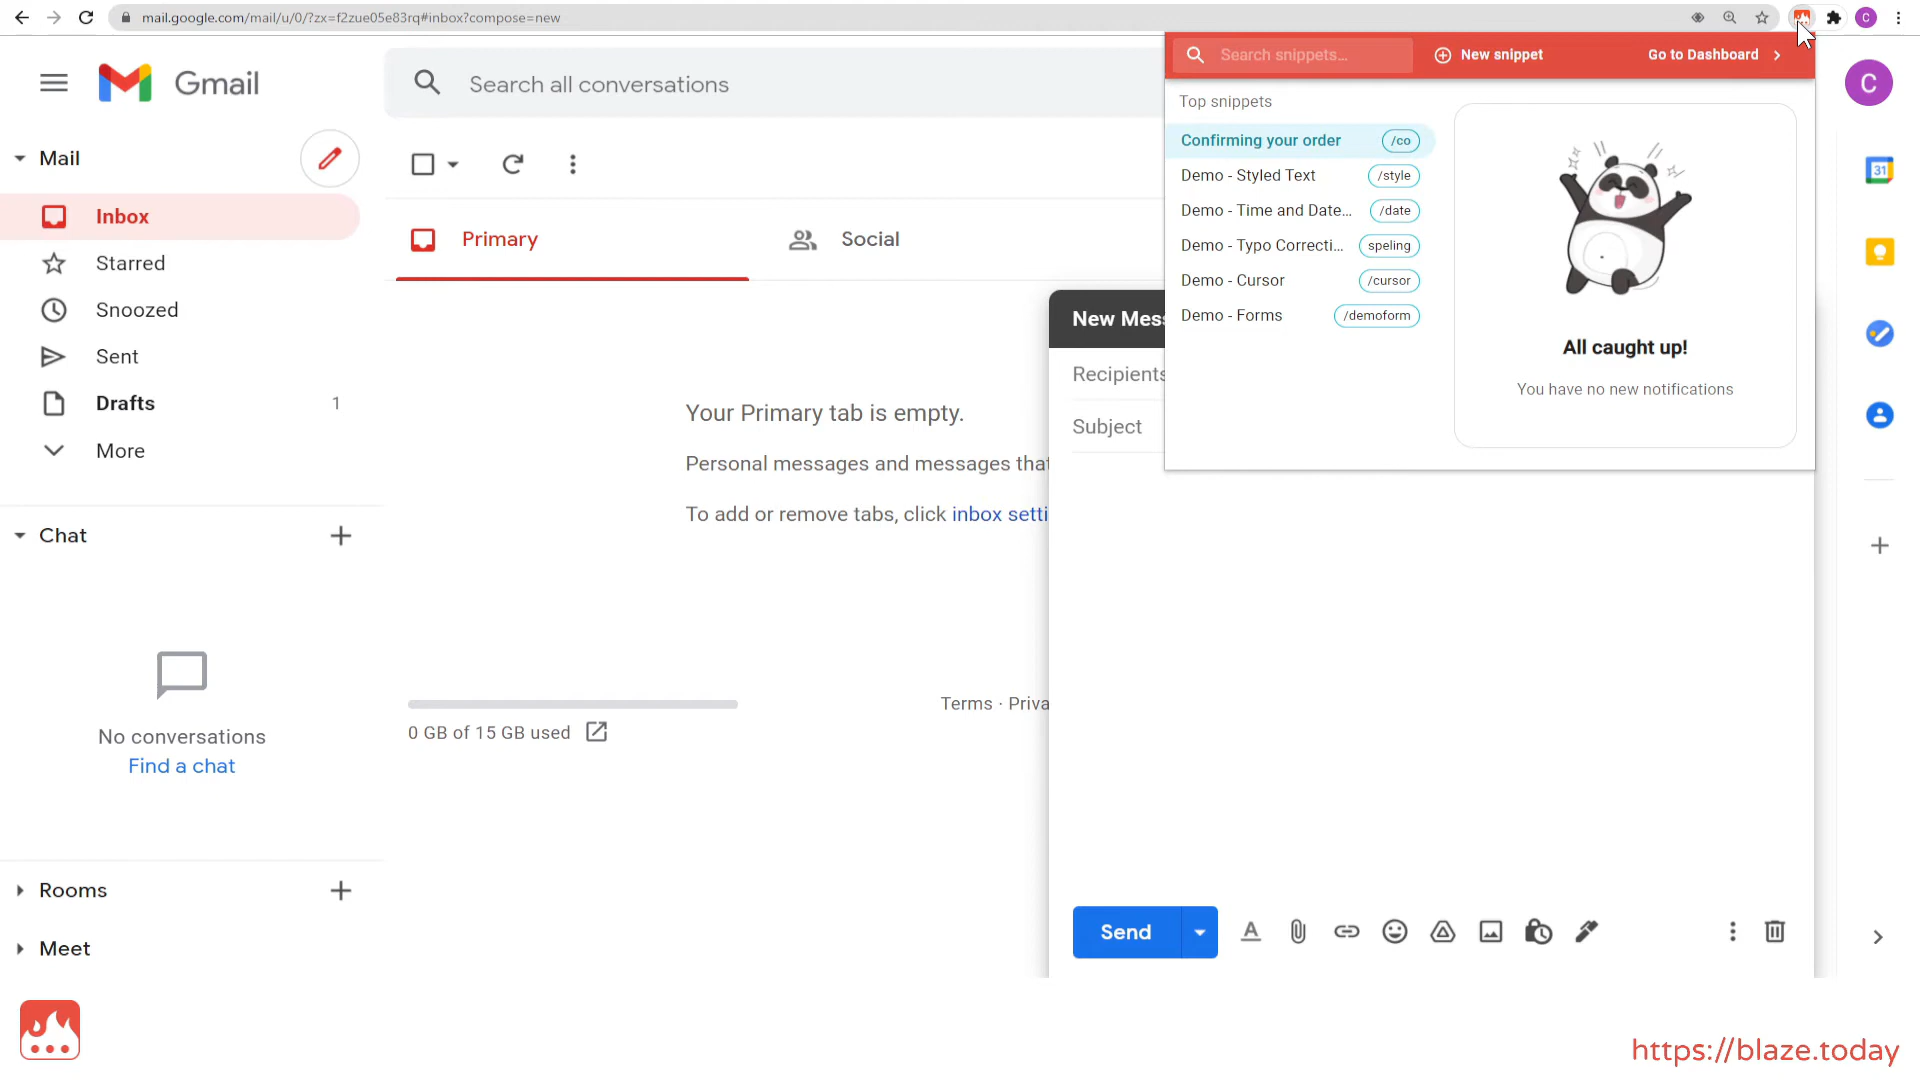 mail.google.com/mail/u/0/?zx=f2zue05e83rq#inbox?compose=new
C
Search snippets...
New snippet
Go to Dashboard
Gmail
Search all conversations
C
Top snippets
Confirming your order /co
Demo - Styled Text /style
Demo - Time and Date... /date
Demo - Typo Correcti... speling
Demo - Cursor /cursor
Demo - Forms /demoform
All caught up!
You have no new notifications
Mail
Inbox
Starred
Snoozed
Sent
Drafts 1
More
Primary
Social
31
Your Primary tab is empty.
Personal messages and messages that
To add or remove tabs, click inbox setti
New Mess
Recipients
Subject
Chat
No conversations
Find a chat
0 GB of 15 GB used
Terms · Priva
Rooms
Meet
Send
https://blaze.today